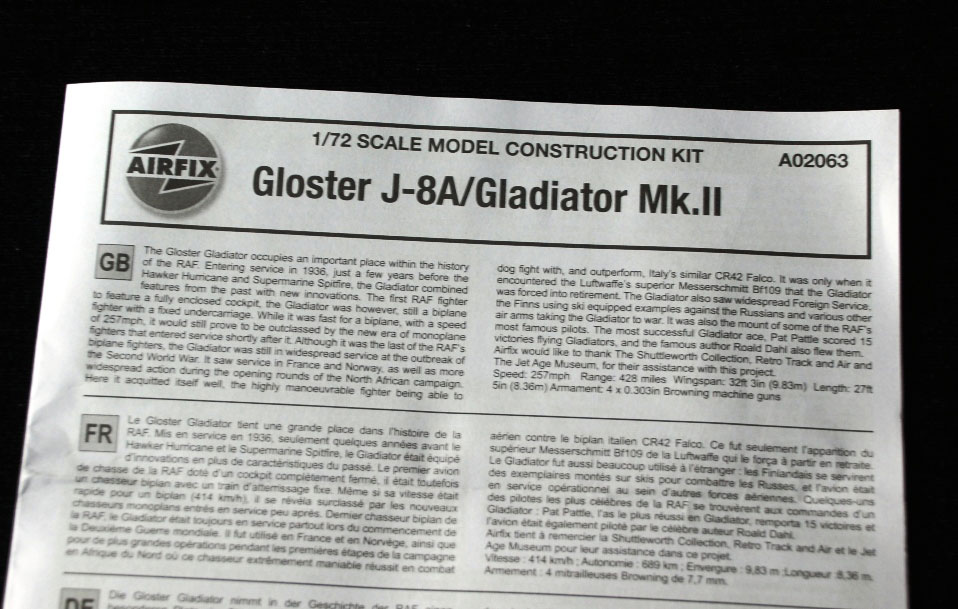 AIRFIX
1/72 SCALE MODEL CONSTRUCTION KIT
A02063
Gloster J-8A/Gladiator Mk.II
GB
The Gloster Gladiator occupies an important place within the history
of the RAF. Entering service in 1936, just a few years before the
Hawker Hurricane and Supermarine Spitfire, the Gladiator combined
features from the past with new innovations. The first RAF fighter
to feature a fully enclosed cockpit, the Gladiator was however, still a biplane
fighter with a fixed undercarriage. While it was fast for a biplane, with a speed
of 257mph, it would still prove to be outclassed by the new era of monoplane
fighters that entered service shortly after it. Although it was the last of the RAF's
biplane fighters, the Gladiator was still in widespread service at the outbreak of
the Second World War. It saw service in France and Norway, as well as more
widespread action during the opening rounds of the North African campaign.
Here it acquitted itself well, the highly manoeuvrable fighter being able to
dog fight with, and outperform, Italy's similar CR42 Falco. It was only when it
encountered the Luftwaffe's superior Messerschmitt Bf109 that the Gladiator
was forced into retirement. The Gladiator also saw widespread Foreign Service,
the Finns using ski equipped examples against the Russians and various other
air arms taking the Gladiator to war. It was also the mount of some of the RAF's
most famous pilots. The most successful Gladiator ace, Pat Pattle scored 15
victories flying Gladiators, and the famous author Roald Dahl also flew them.
Airfix would like to thank The Shuttleworth Collection, Retro Track and Air and
The Jet Age Museum, for their assistance with this project.
Speed: 257mph Range: 428 miles Wingspan: 32ft 3in (9.83m) Length: 27ft
5in (8.36m) Armament: 4 x 0.303in Browning machine guns
FR
Le Gloster Gladiator tient une grande place dans l'histoire de la
RAF. Mis en service en 1936, seulement quelques années avant le
Hawker Hurricane et le Supermarine Spitfire, le Gladiator était équipé
d'innovations en plus de caractéristiques du passé. Le premier avion
de chasse de la RAF doté d'un cockpit complètement fermé, il était toutefois
un chasseur biplan avec un train d'atterrissage fixe. Même si sa vitesse était
rapide pour un biplan (414 km/h), il se révéla surclassé par les nouveaux
chasseurs monoplans entrés en service peu après. Dernier chasseur biplan de
la RAF, le Gladiator était toujours en service partout lors du commencement de
la Deuxième Guerre mondiale. Il fut utilisé en France et en Norvège, ainsi que
pour de plus grandes opérations pendant les premières étapes de la campagne
en Afrique du Nord où ce chasseur extrêmement maniable réussit en combat
aérien contre le biplan italien CR42 Falco. Ce fut seulement l'apparition du
supérieur Messerschmitt Bf109 de la Luftwaffe qui le força à partir en retraite.
Le Gladiator fut aussi beaucoup utilisé à l'étranger : les Finlandais se servirent
des exemplaires montés sur skis pour combattre les Russes, et l'avion était
en service opérationnel au sein d'autres forces aériennes. Quelques-uns
des pilotes les plus célèbres de la RAF se trouvèrent aux commandes d'un
Gladiator : Pat Pattle, l'as le plus réussi en Gladiator, remporta 15 victoires et
l'avion était également piloté par le célèbre auteur Roald Dahl.
Airfix tient à remercier la Shuttleworth Collection, Retro Track and Air et le Jet
Age Museum pour leur assistance dans ce projet.
Vitesse : 414 km/h ; Autonomie : 689 km ; Envergure : 9,83 m ;Longueur :8,36 m.
Armement : 4 mitrailleuses Browning de 7,7 mm.
DE
Die Gloster Gladiator nimmt in der Geschichte der RAF